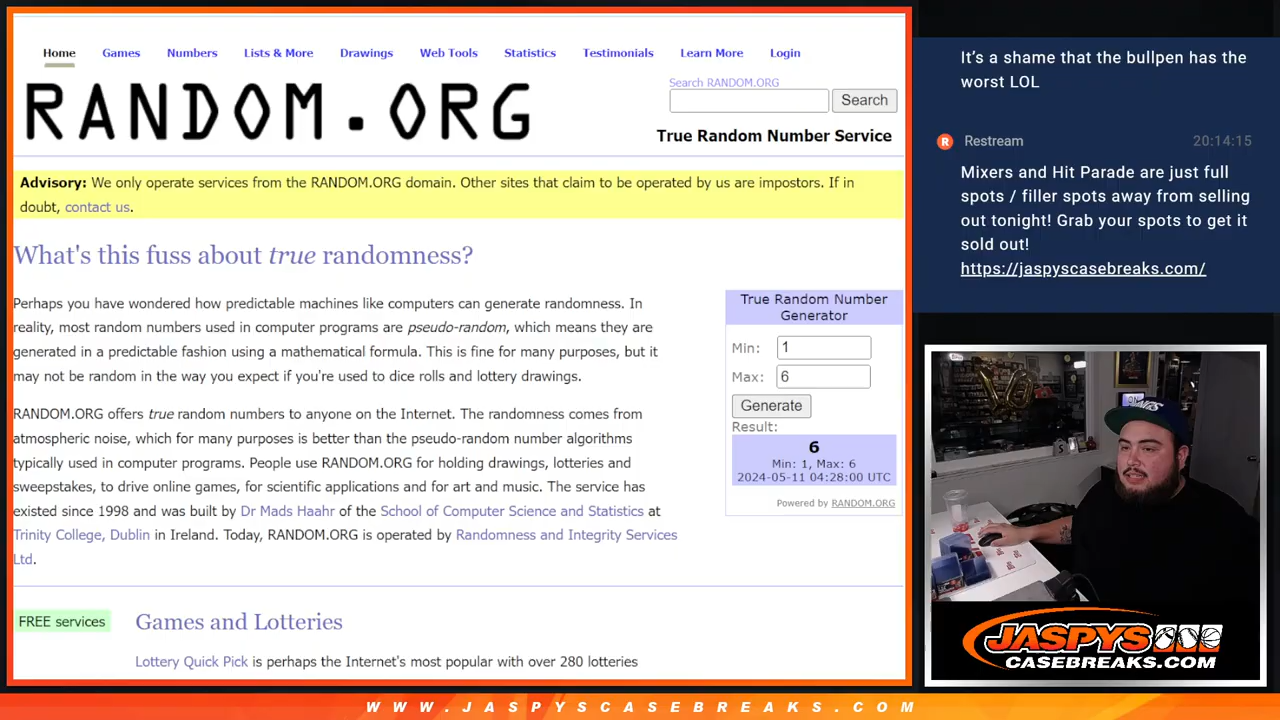 Home Games Numbers Lists & More Drawings Web Tools Statistics Testimonials Learn More Login
RANDOM.ORG
Search RANDOM.ORG
Search
True Random Number Service
Advisory: We only operate services from the RANDOM.ORG domain. Other sites that claim to be operated by us are impostors. If in
doubt, contact us.
What's this fuss about true randomness?
Perhaps you have wondered how predictable machines like computers can generate randomness. In
reality, most random numbers used in computer programs are pseudo-random, which means they are
generated in a predictable fashion using a mathematical formula. This is fine for many purposes, but it
may not be random in the way you expect if you're used to dice rolls and lottery drawings.
RANDOM.ORG offers true random numbers to anyone on the Internet. The randomness comes from
atmospheric noise, which for many purposes is better than the pseudo-random number algorithms
typically used in computer programs. People use RANDOM.ORG for holding drawings, lotteries and
sweepstakes, to drive online games, for scientific applications and for art and music. The service has
existed since 1998 and was built by Dr Mads Haahr of the School of Computer Science and Statistics at
Trinity College, Dublin in Ireland. Today, RANDOM.ORG is operated by Randomness and Integrity Services
Ltd.
True Random Number
Generator
Min: 1
Max: 6
Generate
Result:
6
Min: 1, Max: 6
2024-05-11 04:28:00 UTC
Powered by RANDOM.ORG
FREE services
Games and Lotteries
Lottery Quick Pick is perhaps the Internet's most popular with over 280 lotteries
It's a shame that the bullpen has the
worst LOL
R Restream 20:14:15
Mixers and Hit Parade are just full
spots / filler spots away from selling
out tonight! Grab your spots to get it
sold out!
https://jaspyscasebreaks.com/
JASPYS
CASEBREAKS.COM
WWW.JASPYSCASEBREAKS.COM